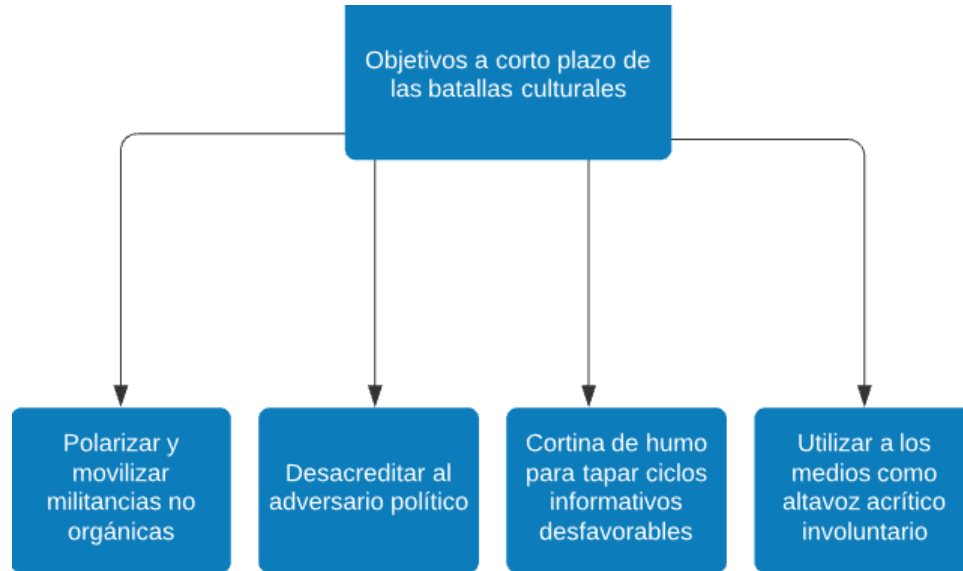 Objetivos a corto plazo de
las batallas culturales
Polarizar y
movilizar
militancias no
orgánicas
Desacreditar al
adversario político
Cortina de humo
para tapar ciclos
informativos
desfavorables
Utilizar a los
medios como
altavoz acrítico
involuntario